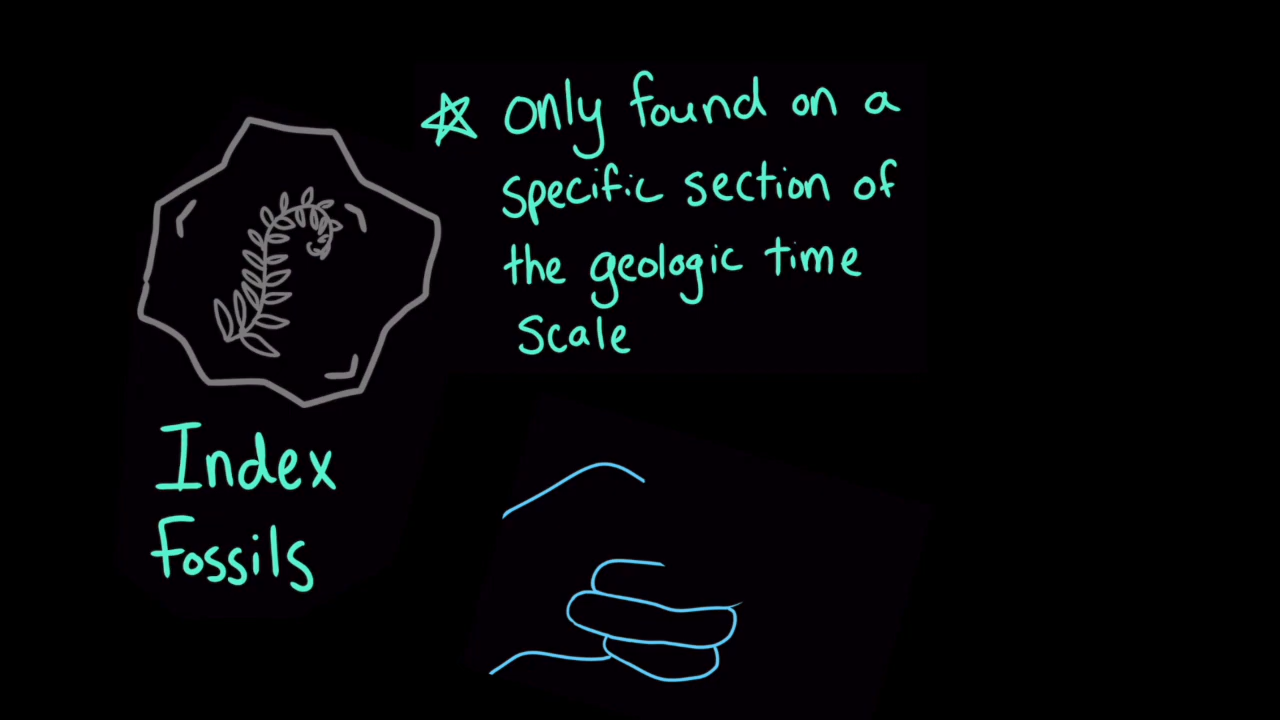 ☆ only found on a
specific section of
the geologic time
Scale
Index
Fossils